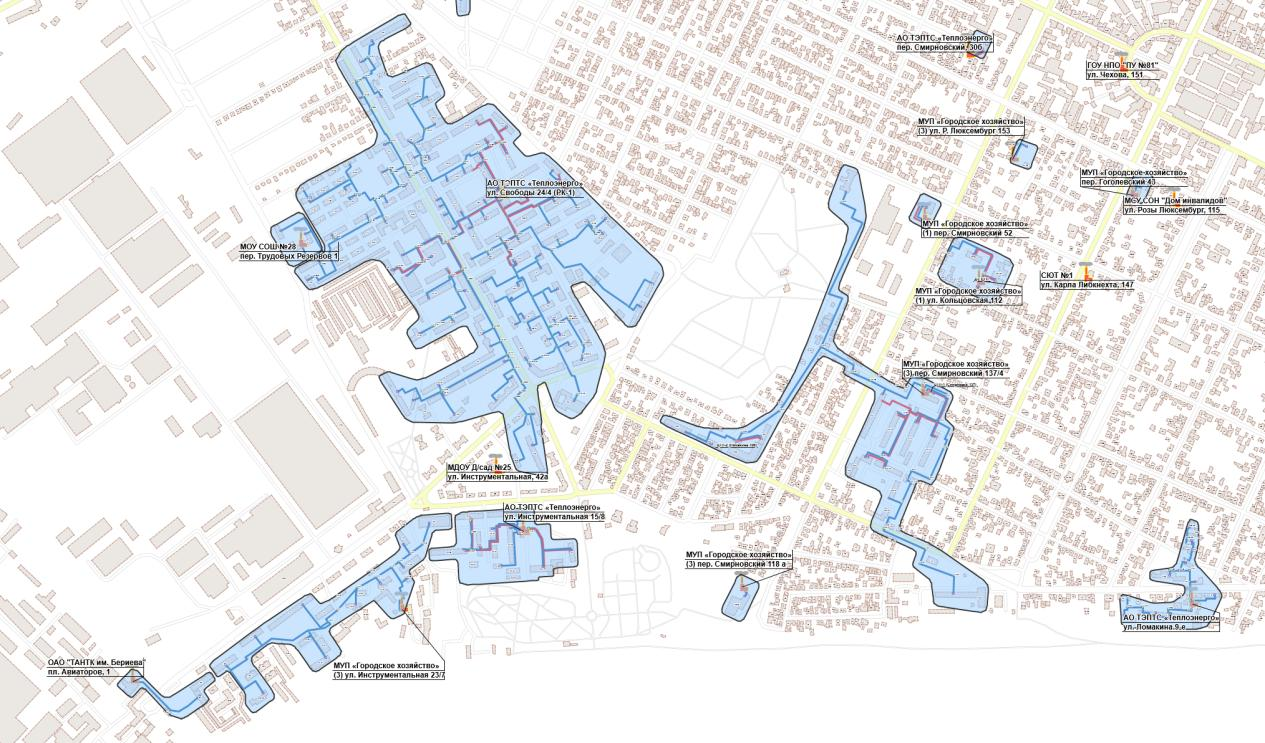 АО ТЭПТС «Теплоэнерго»
пер. Смирновский, 30б
ГОУ НПО "ПУ №81"
ул. Чехова, 151
МУП «Городское хозяйство»
(3) ул. Р. Люксембург 153
МУП «Городское хозяйство»
пер. Гоголевский 43
МСУ СОН "Дом инвалидов"
ул. Розы Люксембург, 115
АО ТЭПТС «Теплоэнерго»
ул. Свободы 24/4 (РК-1)
МОУ СОШ №28
пер. Трудовых Резервов 1
МУП «Городское хозяйство»
(1) пер. Смирновский 52
СЮТ №1
ул. Карла Либкнехта, 147
МУП «Городское хозяйство»
(1) ул. Кольцовская,112
МУП «Городское хозяйство»
(3) пер. Смирновский 137/4
МДОУ Д/сад №25
ул. Инструментальная, 42а
АО ТЭПТС «Теплоэнерго»
ул. Инструментальная 15/8
МУП «Городское хозяйство»
(3) пер. Смирновский 118 а
АО ТЭПТС «Теплоэнерго»
ул. Ломакина 9 е
ОАО "ТАНТК им. Бериева"
пл. Авиаторов, 1
МУП «Городское хозяйство»
(3) ул. Инструментальная 23/7